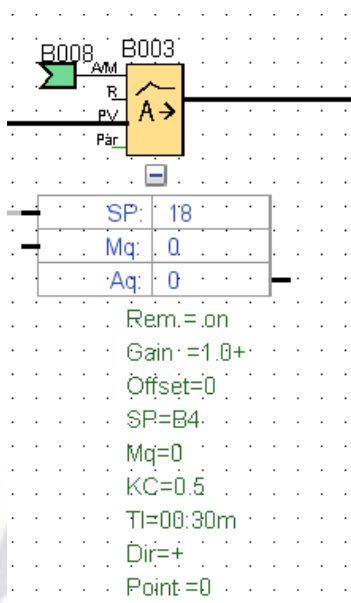 B008 B003
A/M
R
PV A→
Par
SP: 18
Mq: 0
Aq: 0
Rem.=on
Gain =1.0+
Offset=0
SP=B4
Mq=0
KC=0.5
TI=00:30m
Dir=+
Point =0